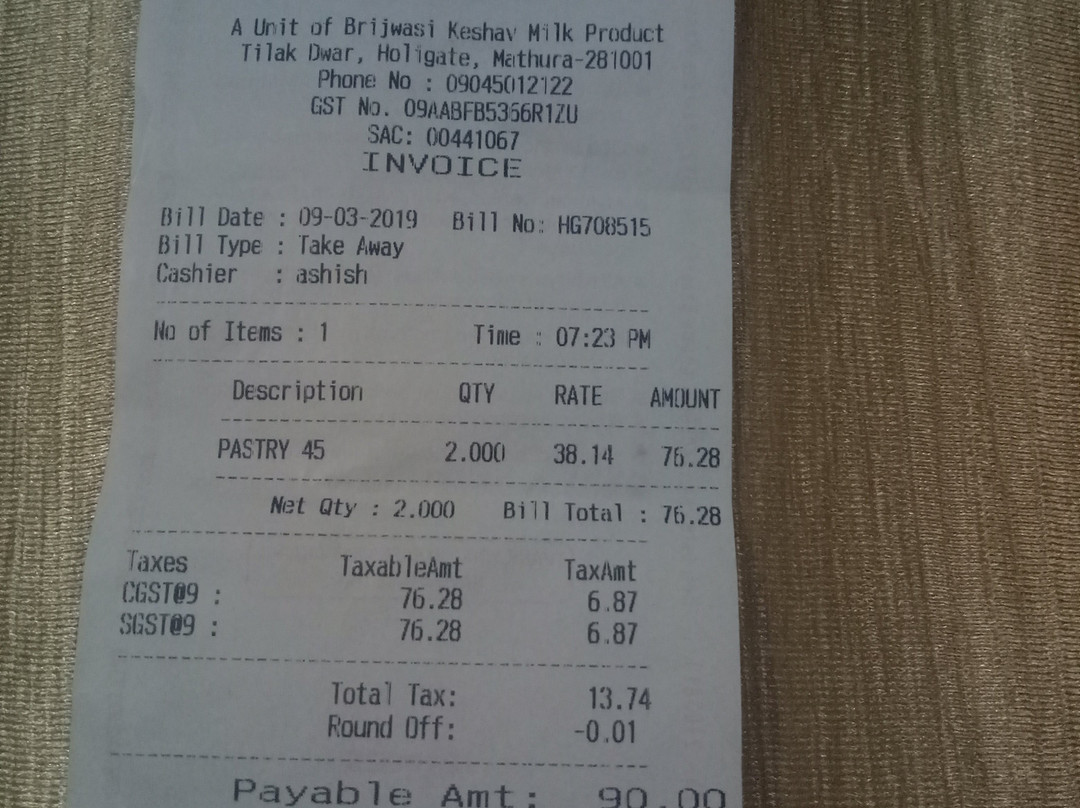 A Unit of Brijwasi Keshav Milk Product
Tilak Dwar, Holigate, Mathura-281001
Phone No : 09045012122
GST No. 09AABFB5366R1ZU
SAC: 00441067
INVOICE
Bill Date : 09-03-2019 Bill No: HG708515
Bill Type : Take Away
Cashier : ashish
No of Items : 1 Time : 07:23 PM
Description QTY RATE AMOUNT
PASTRY 45 2.000 38.14 76.28
Net Qty : 2.000 Bill Total : 76.28
Taxes TaxableAmt TaxAmt
CGST@9 : 76.28 6.87
SGST@9 : 76.28 6.87
Total Tax: 13.74
Round Off: -0.01
Payable Amt: 90.00